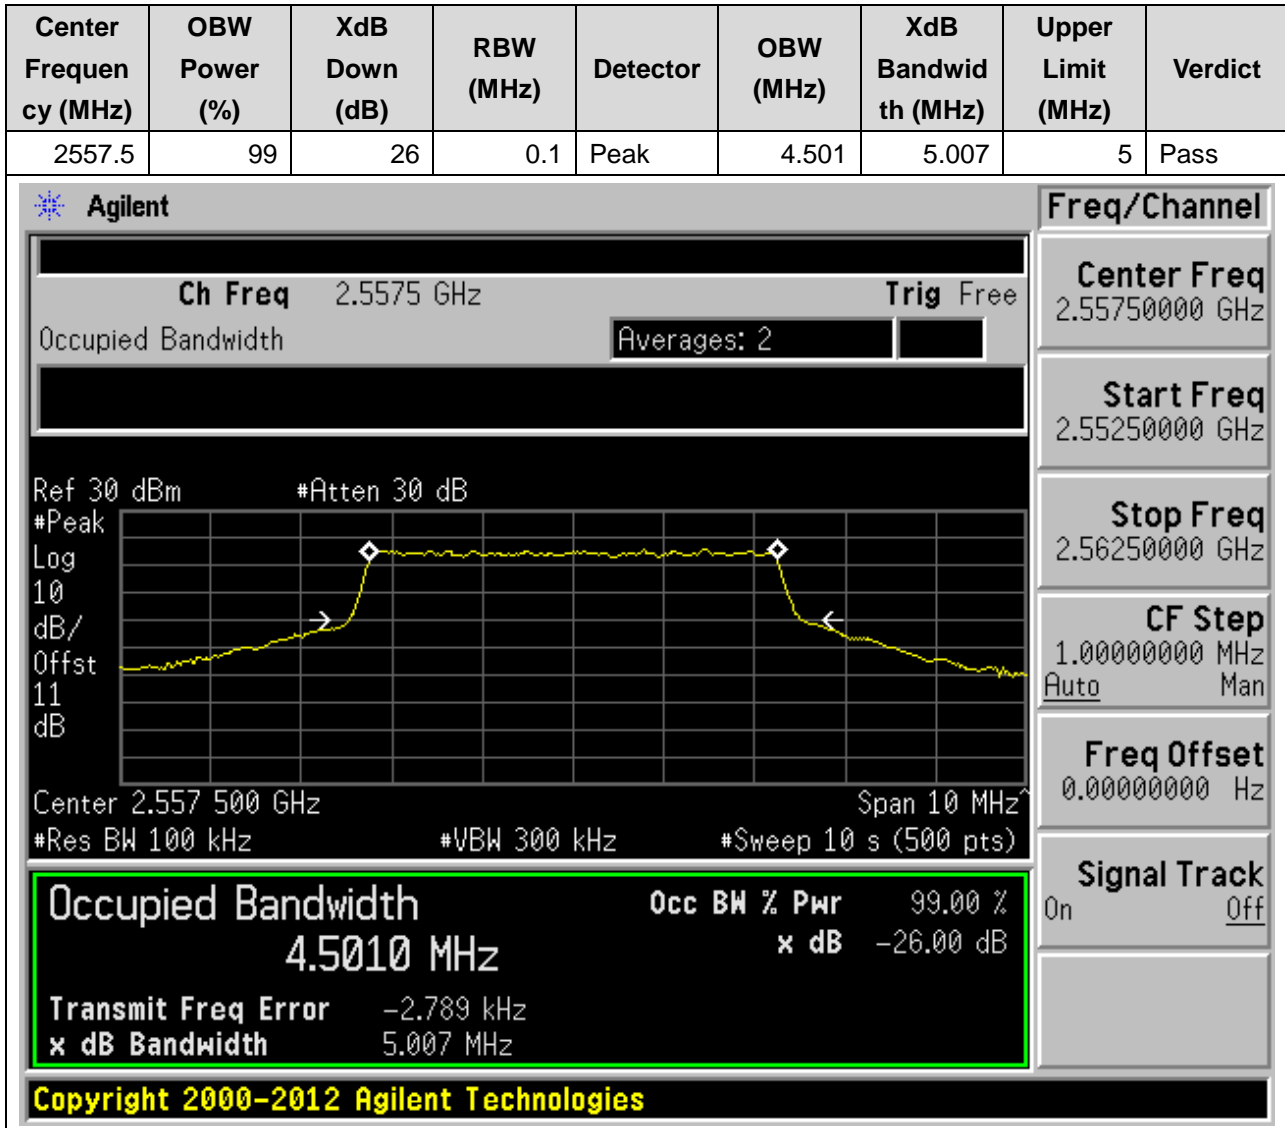 Center Frequen cy (MHz) OBW Power (%) XdB Down (dB) RBW (MHz) Detector OBW (MHz) XdB Bandwid th (MHz) Upper Limit (MHz) Verdict
2557.5 99 26 0.1 Peak 4.501 5.007 5 Pass
Agilent
Ch Freq 2.5575 GHz Trig Free
Occupied Bandwidth Averages: 2
Ref 30 dBm #Atten 30 dB
#Peak
Log
10
dB/
Offst
11
dB
Center 2.557 500 GHz Span 10 MHz^
#Res BW 100 kHz #VBW 300 kHz #Sweep 10 s (500 pts)
Occupied Bandwidth Occ BW % Pwr 99.00 %
4.5010 MHz x dB -26.00 dB
Transmit Freq Error -2.789 kHz
x dB Bandwidth 5.007 MHz
Copyright 2000-2012 Agilent Technologies
Freq/Channel
Center Freq
2.55750000 GHz
Start Freq
2.55250000 GHz
Stop Freq
2.56250000 GHz
CF Step
1.00000000 MHz
Auto Man
Freq Offset
0.00000000 Hz
Signal Track
On Off